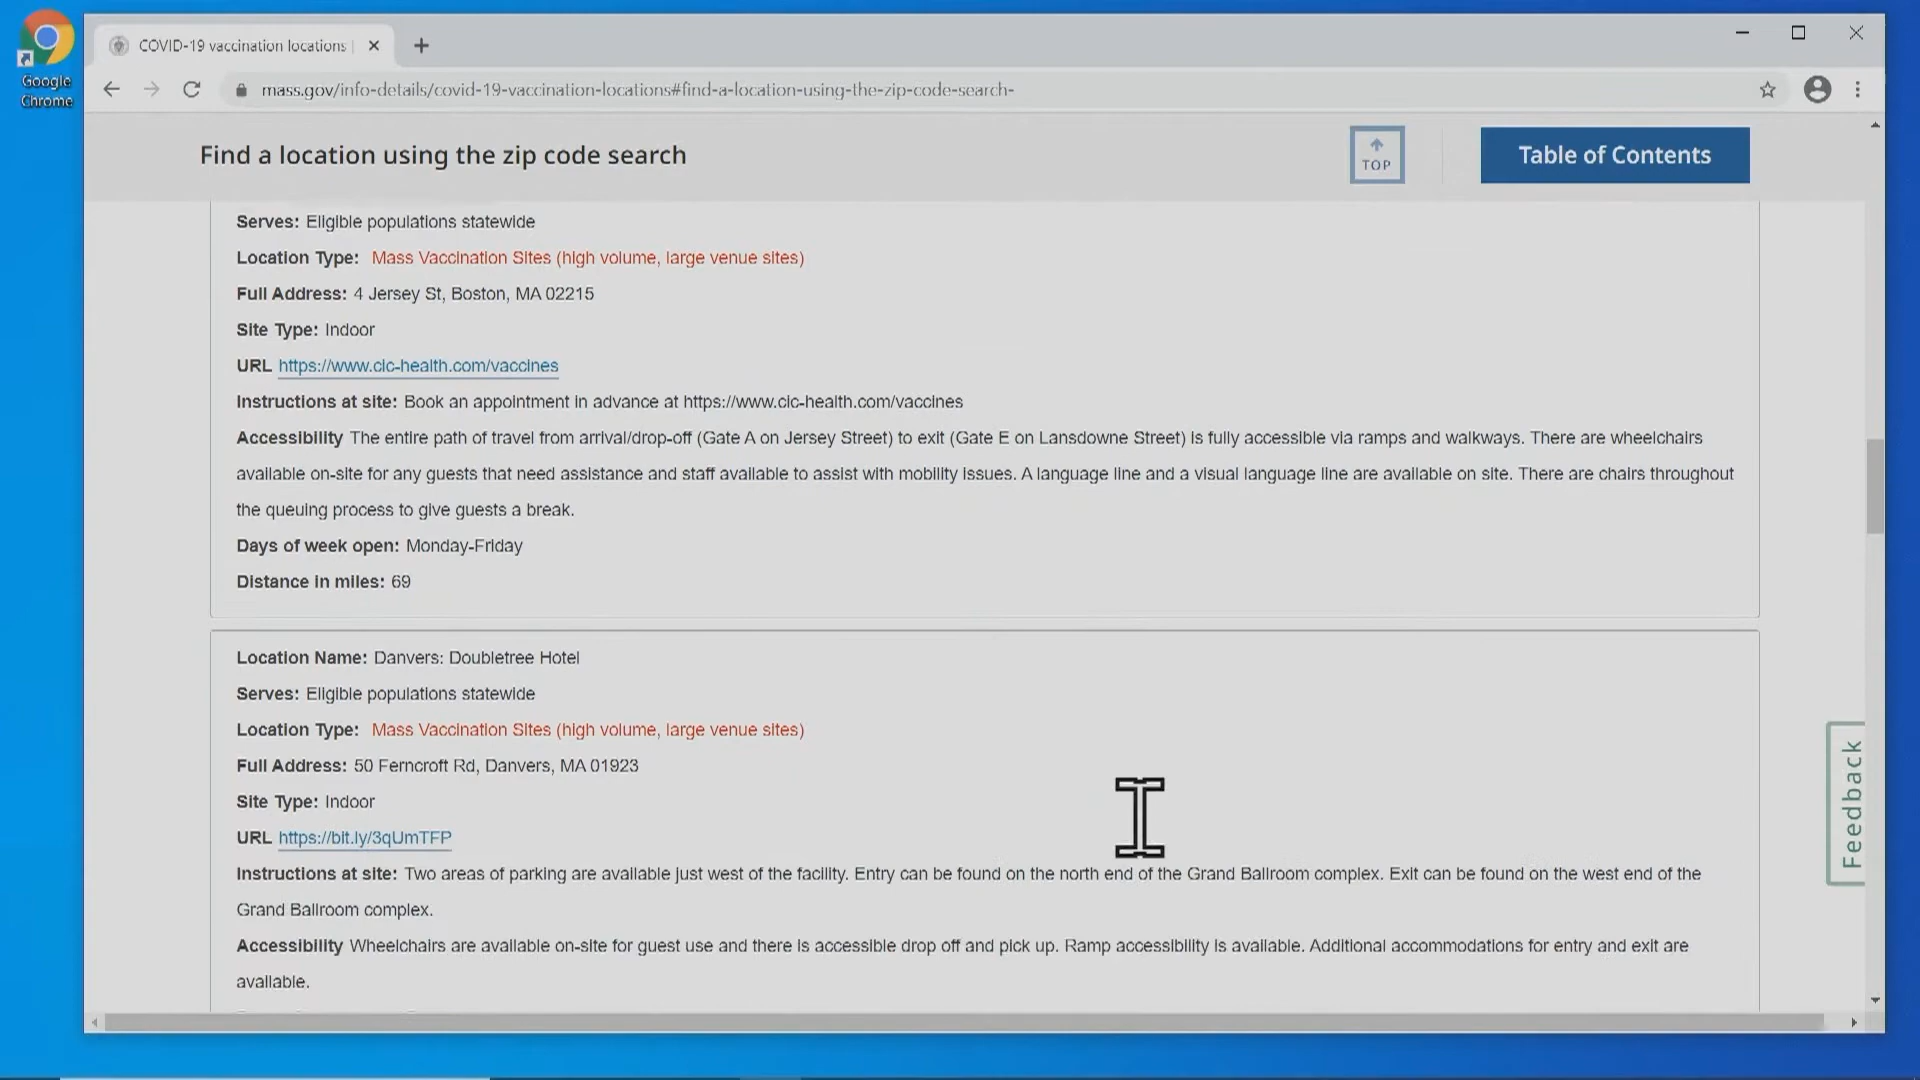 Google
Chrome
COVID-19 vaccination locations |
mass.gov/info-details/covid-19-vaccination-locations#find-a-location-using-the-zip-code-search-
Find a location using the zip code search
TOP
Table of Contents
Serves: Eligible populations statewide
Location Type: Mass Vaccination Sites (high volume, large venue sites)
Full Address: 4 Jersey St, Boston, MA 02215
Site Type: Indoor
URL https://www.cic-health.com/vaccines
Instructions at site: Book an appointment in advance at https://www.cic-health.com/vaccines
Accessibility The entire path of travel from arrival/drop-off (Gate A on Jersey Street) to exit (Gate E on Lansdowne Street) is fully accessible via ramps and walkways. There are wheelchairs
available on-site for any guests that need assistance and staff available to assist with mobility issues. A language line and a visual language line are available on site. There are chairs throughout
the queuing process to give guests a break.
Days of week open: Monday-Friday
Distance in miles: 69
Location Name: Danvers: Doubletree Hotel
Serves: Eligible populations statewide
Location Type: Mass Vaccination Sites (high volume, large venue sites)
Full Address: 50 Ferncroft Rd, Danvers, MA 01923
Site Type: Indoor
URL https://bit.ly/3qUmTFP
Instructions at site: Two areas of parking are available just west of the facility. Entry can be found on the north end of the Grand Ballroom complex. Exit can be found on the west end of the
Grand Ballroom complex.
Accessibility Wheelchairs are available on-site for guest use and there is accessible drop off and pick up. Ramp accessibility is available. Additional accommodations for entry and exit are
available.
Feedback